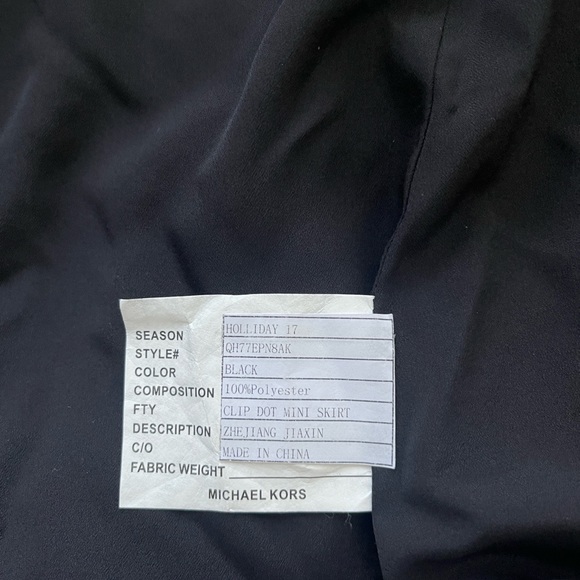 SEASON HOLLIDAY 17
STYLE# QH77EPN8AK
COLOR BLACK
COMPOSITION 100%Polyester
FTY CLIP DOT MINI SKIRT
DESCRIPTION ZHEJIANG JIAXIN
C/O MADE IN CHINA
FABRIC WEIGHT
MICHAEL KORS